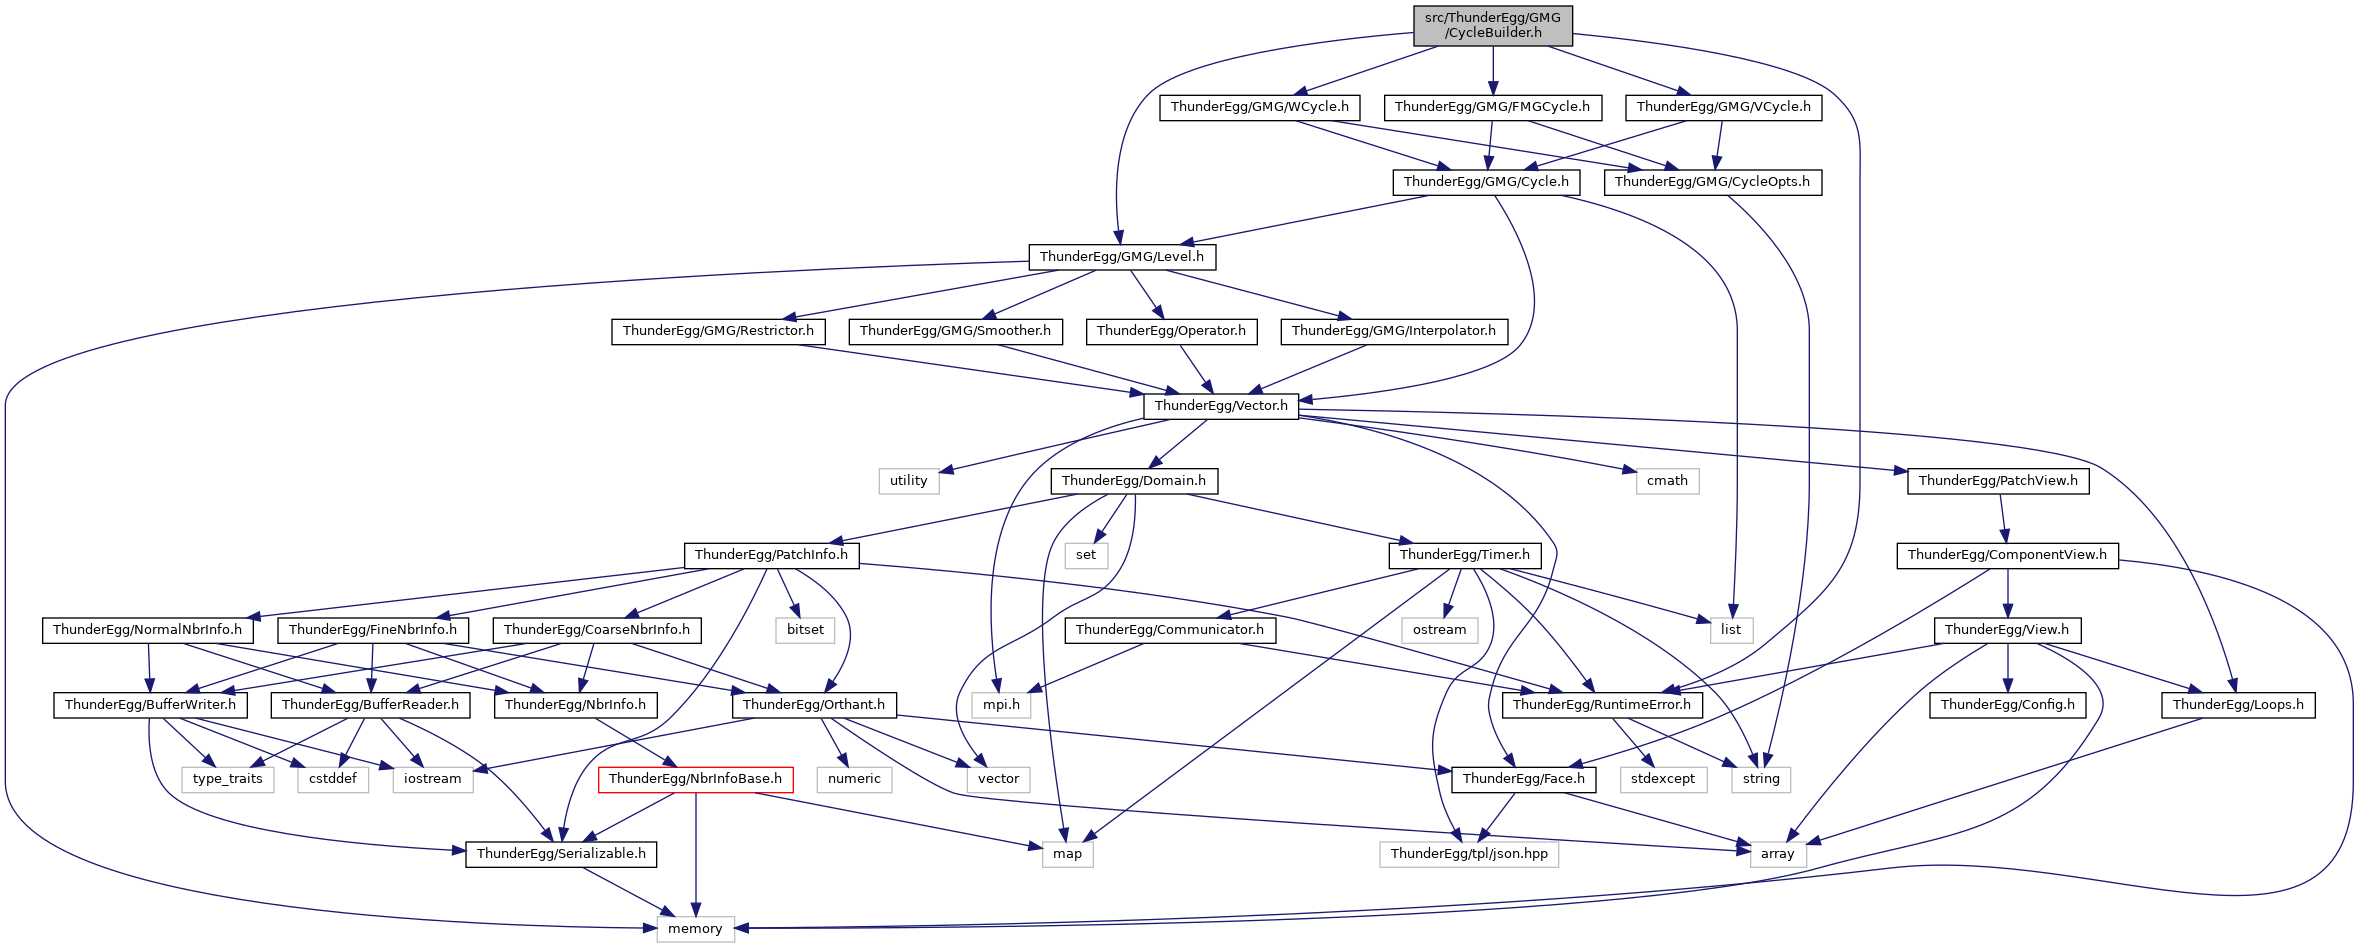 src/ThunderEgg/GMG
/CycleBuilder.h
ThunderEgg/GMG/WCycle.h
ThunderEgg/GMG/FMGCycle.h
ThunderEgg/GMG/VCycle.h
ThunderEgg/GMG/Cycle.h
ThunderEgg/GMG/CycleOpts.h
ThunderEgg/GMG/Level.h
ThunderEgg/GMG/Restrictor.h
ThunderEgg/GMG/Smoother.h
ThunderEgg/Operator.h
ThunderEgg/GMG/Interpolator.h
ThunderEgg/Vector.h
utility
ThunderEgg/Domain.h
cmath
ThunderEgg/PatchView.h
ThunderEgg/PatchInfo.h
set
ThunderEgg/Timer.h
ThunderEgg/ComponentView.h
ThunderEgg/NormalNbrInfo.h
ThunderEgg/FineNbrInfo.h
ThunderEgg/CoarseNbrInfo.h
bitset
ThunderEgg/Communicator.h
ostream
list
ThunderEgg/View.h
ThunderEgg/BufferWriter.h
ThunderEgg/BufferReader.h
ThunderEgg/NbrInfo.h
ThunderEgg/Orthant.h
mpi.h
ThunderEgg/RuntimeError.h
ThunderEgg/Config.h
ThunderEgg/Loops.h
type_traits
cstddef
iostream
ThunderEgg/NbrInfoBase.h
numeric
vector
ThunderEgg/Face.h
stdexcept
string
ThunderEgg/Serializable.h
map
ThunderEgg/tpl/json.hpp
array
memory